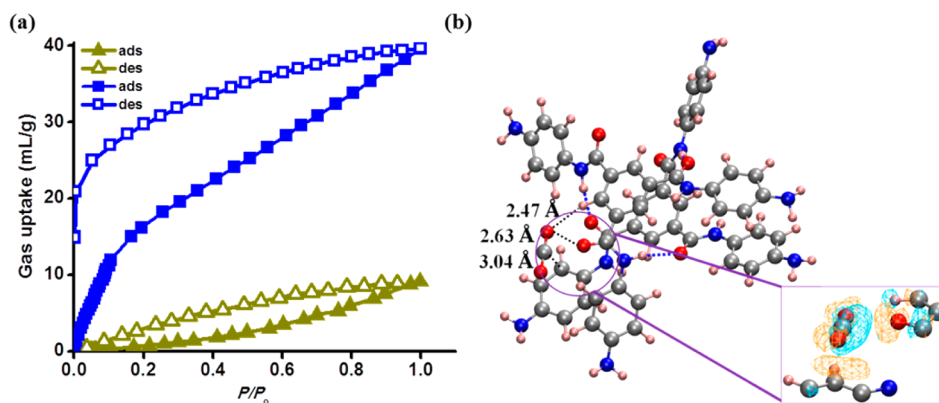 (a)
40
30
20
10
0
Gas uptake (mL/g)
ads
des
ads
des
0.0 0.2 0.4 0.6 0.8 1.0
P/Po
(b)
2.47 Å
2.63 Å
3.04 Å